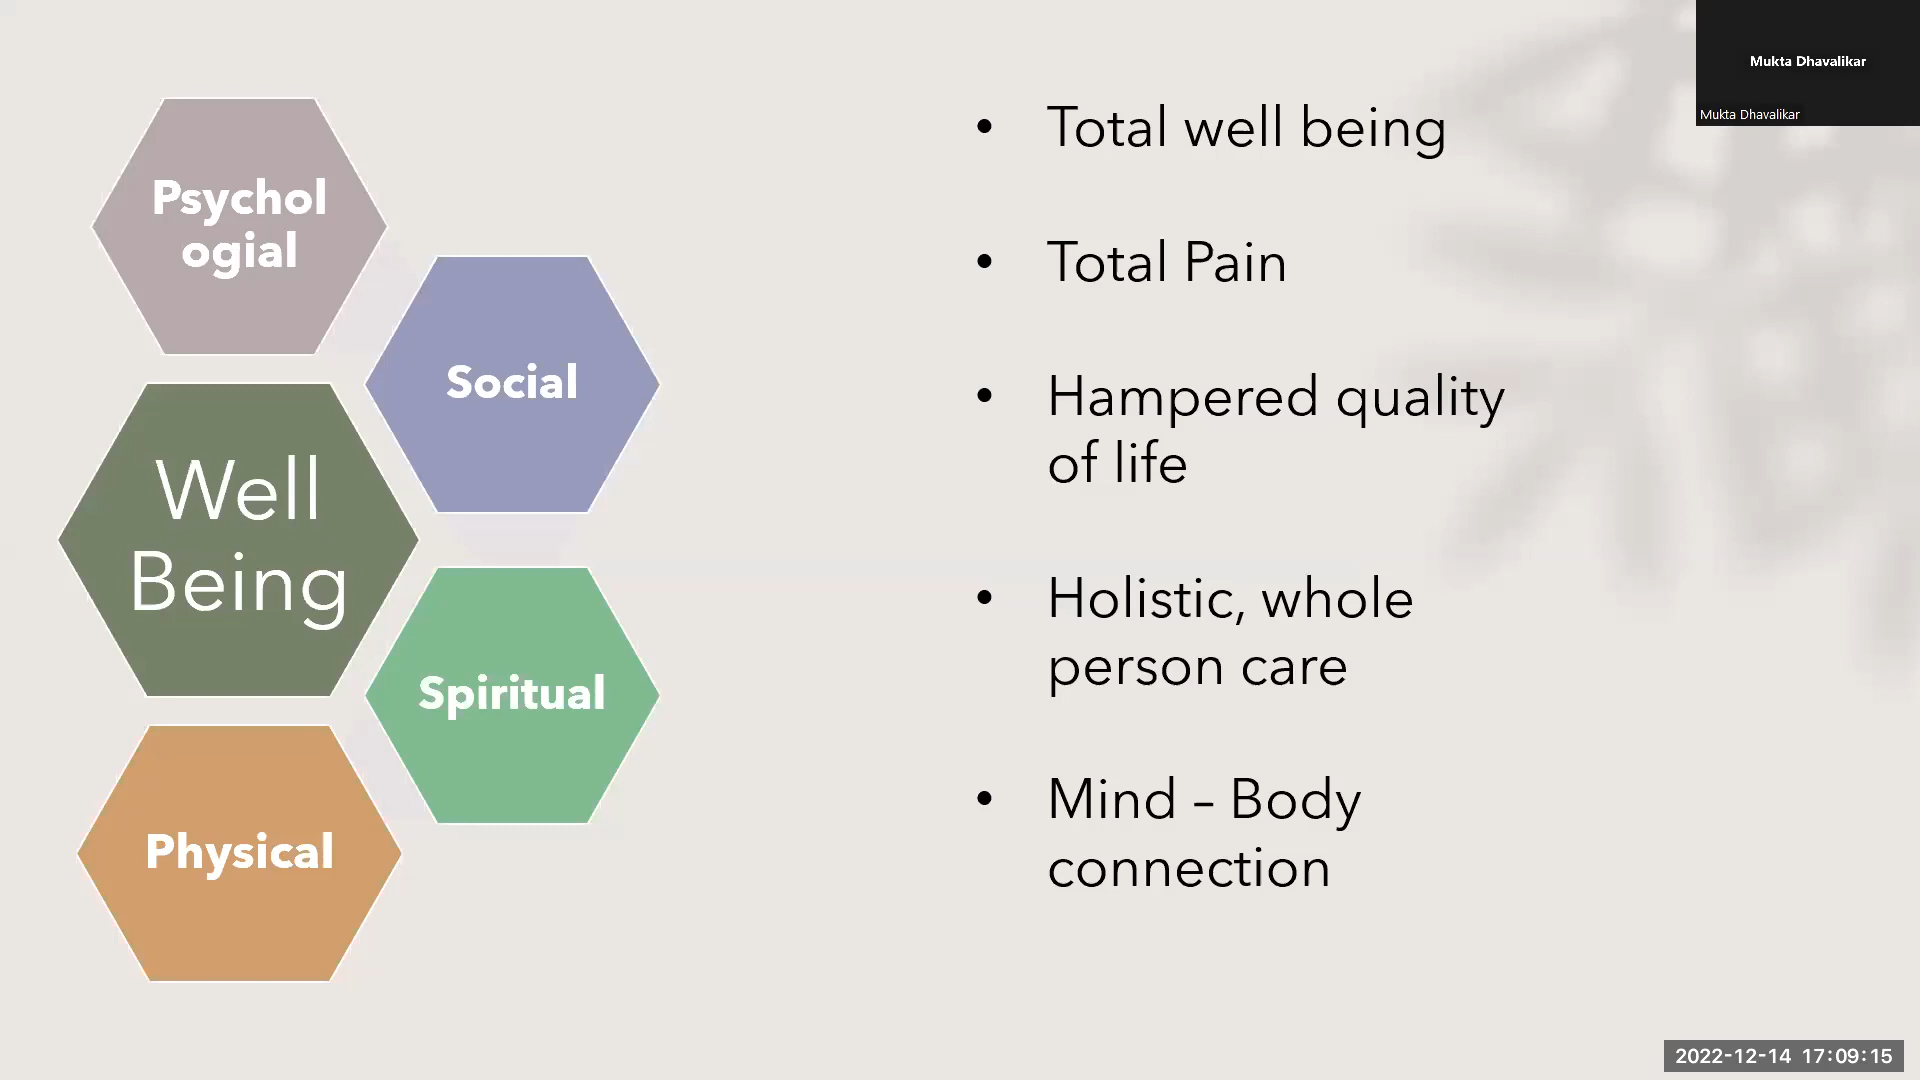 Psychol
ogial
Social
Well
Being
Spiritual
Physical
• Total well being
• Total Pain
• Hampered quality
of life
• Holistic, whole
person care
• Mind – Body
connection
Mukta Dhavalikar
Mukta Dhavalikar
2022-12-14 17:09:15